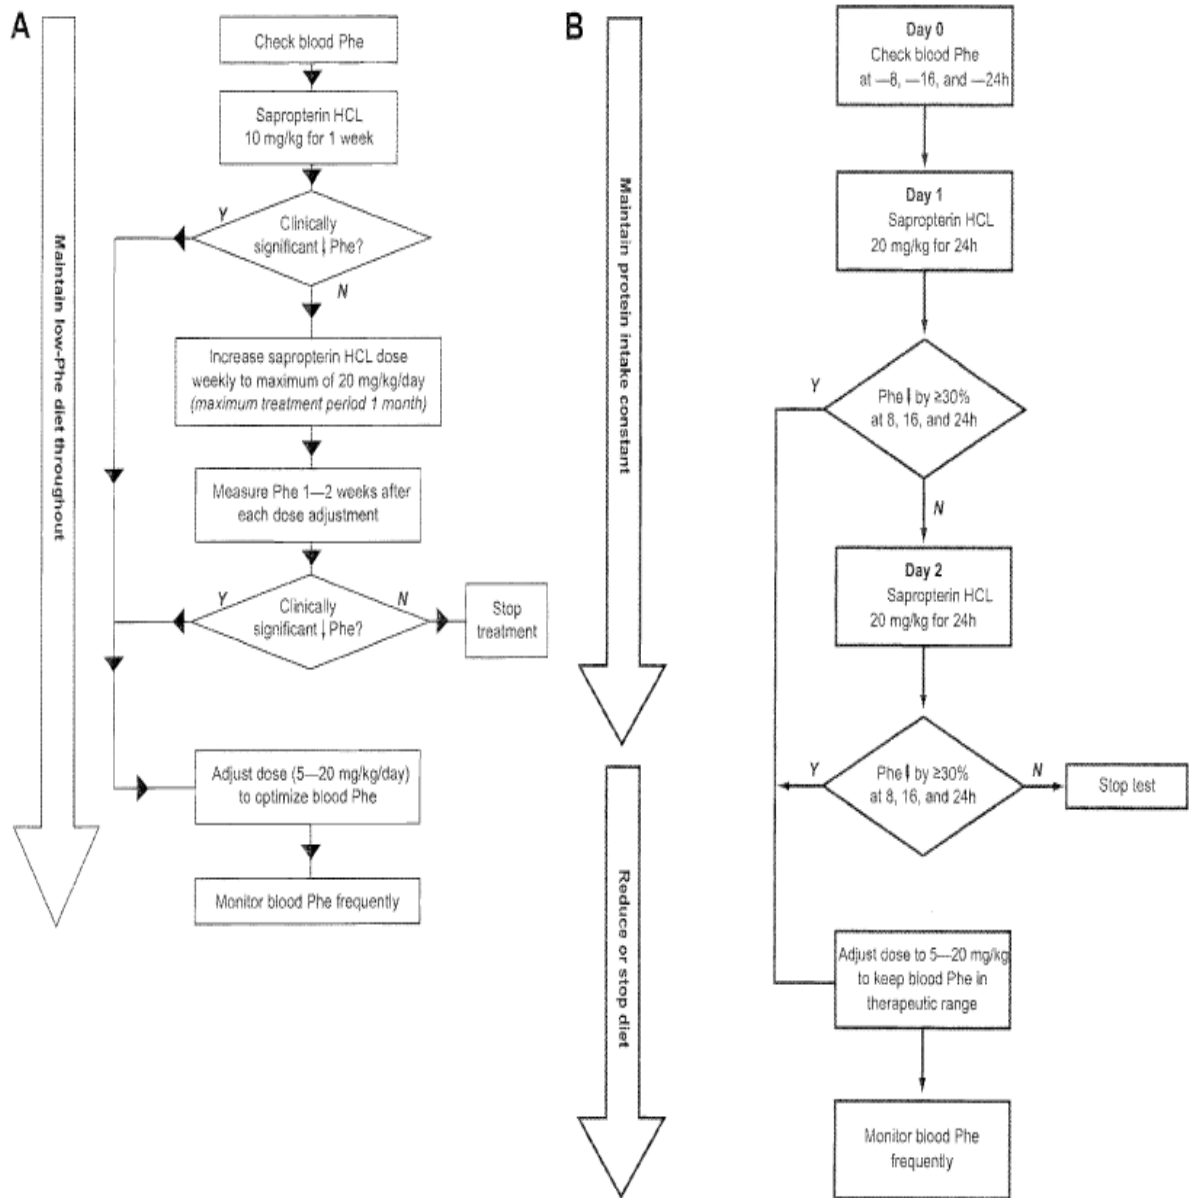 A
Maintain low-Phe diet throughout
Check blood Phe
Sapropterin HCL
10 mg/kg for 1 week
Y
Clinically
significant ↓ Phe?
N
Increase sapropterin HCL dose
weekly to maximum of 20 mg/kg/day
(maximum treatment period 1 month)
Measure Phe 1—2 weeks after
each dose adjustment
Y
Clinically
significant ↓ Phe?
N
Stop
treatment
Adjust dose (5—20 mg/kg/day)
to optimize blood Phe
Monitor blood Phe frequently
B
Maintain protein intake constant
Reduce or stop diet
Day 0
Check blood Phe
at —8, —16, and —24h
Day 1
Sapropterin HCL
20 mg/kg for 24h
Y
Phe ↓ by ≥30%
at 8, 16, and 24h
N
Day 2
Sapropterin HCL
20 mg/kg for 24h
Y
Phe ↓ by ≥30%
at 8, 16, and 24h
N
Stop test
Adjust dose to 5—20 mg/kg
to keep blood Phe in
therapeutic range
Monitor blood Phe
frequently